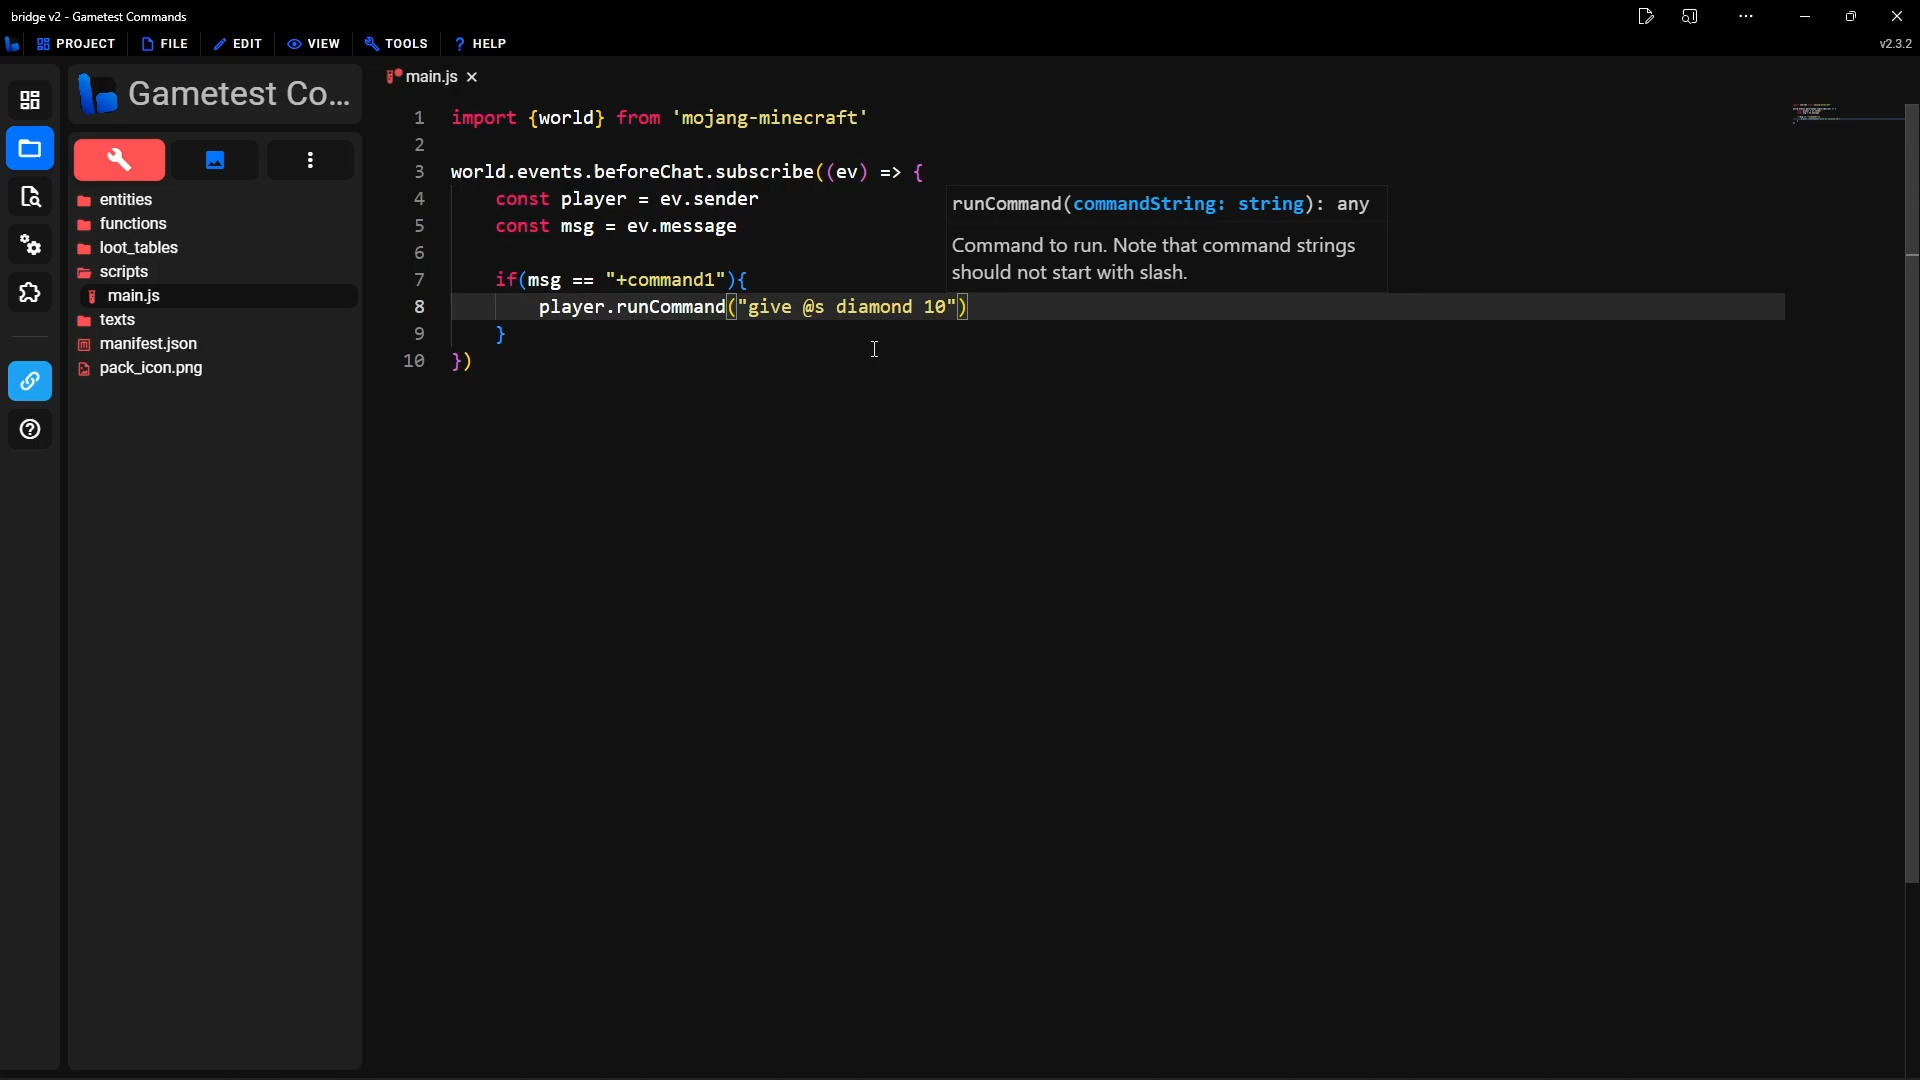 bridge v2 - Gametest Commands
PROJECT FILE EDIT VIEW TOOLS ? HELP
v2.3.2
Gametest Co...
entities
functions
loot_tables
scripts
main.js
texts
manifest.json
pack_icon.png
main.js
1 import {world} from 'mojang-minecraft'
2
3 world.events.beforeChat.subscribe((ev) => {
4 const player = ev.sender
5 const msg = ev.message
6
7 if(msg == "+command1"){
8 player.runCommand("give @s diamond 10")
9 }
10 })
runCommand(commandString: string): any
Command to run. Note that command strings
should not start with slash.